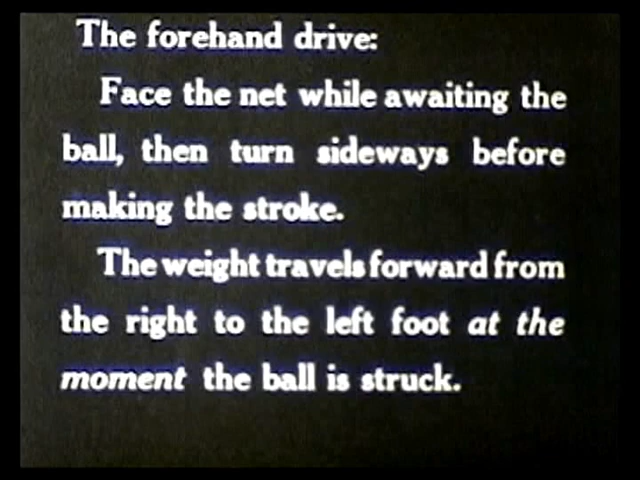 The forehand drive:
Face the net while awaiting the
ball, then turn sideways before
making the stroke.
The weight travels forward from
the right to the left foot at the
moment the ball is struck.